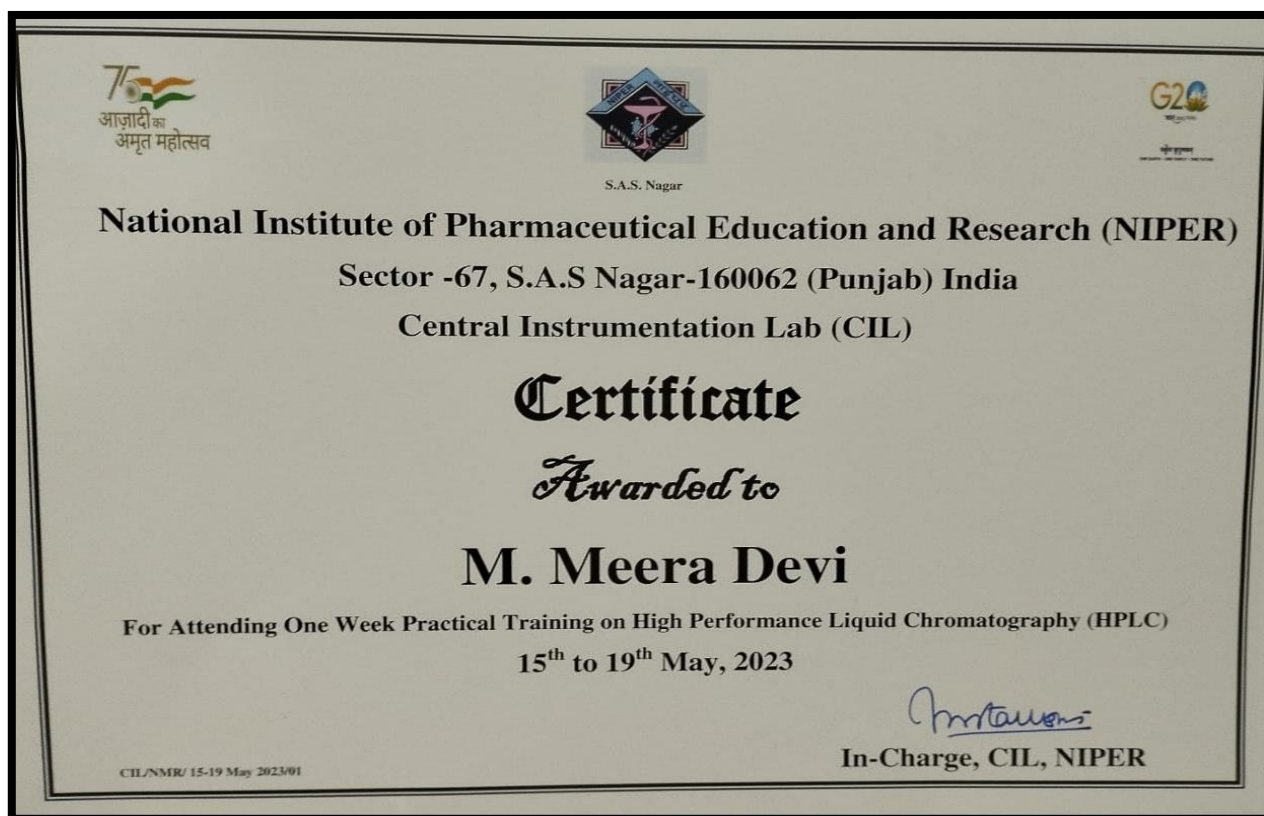 75
आज़ादी का
अमृत महोत्सव
NIPER
G20
S.A.S. Nagar
National Institute of Pharmaceutical Education and Research (NIPER)
Sector -67, S.A.S Nagar-160062 (Punjab) India
Central Instrumentation Lab (CIL)
Certificate
Awarded to
M. Meera Devi
For Attending One Week Practical Training on High Performance Liquid Chromatography (HPLC)
15th to 19th May, 2023
In-Charge, CIL, NIPER
CIL/NMR/ 15-19 May 2023/01